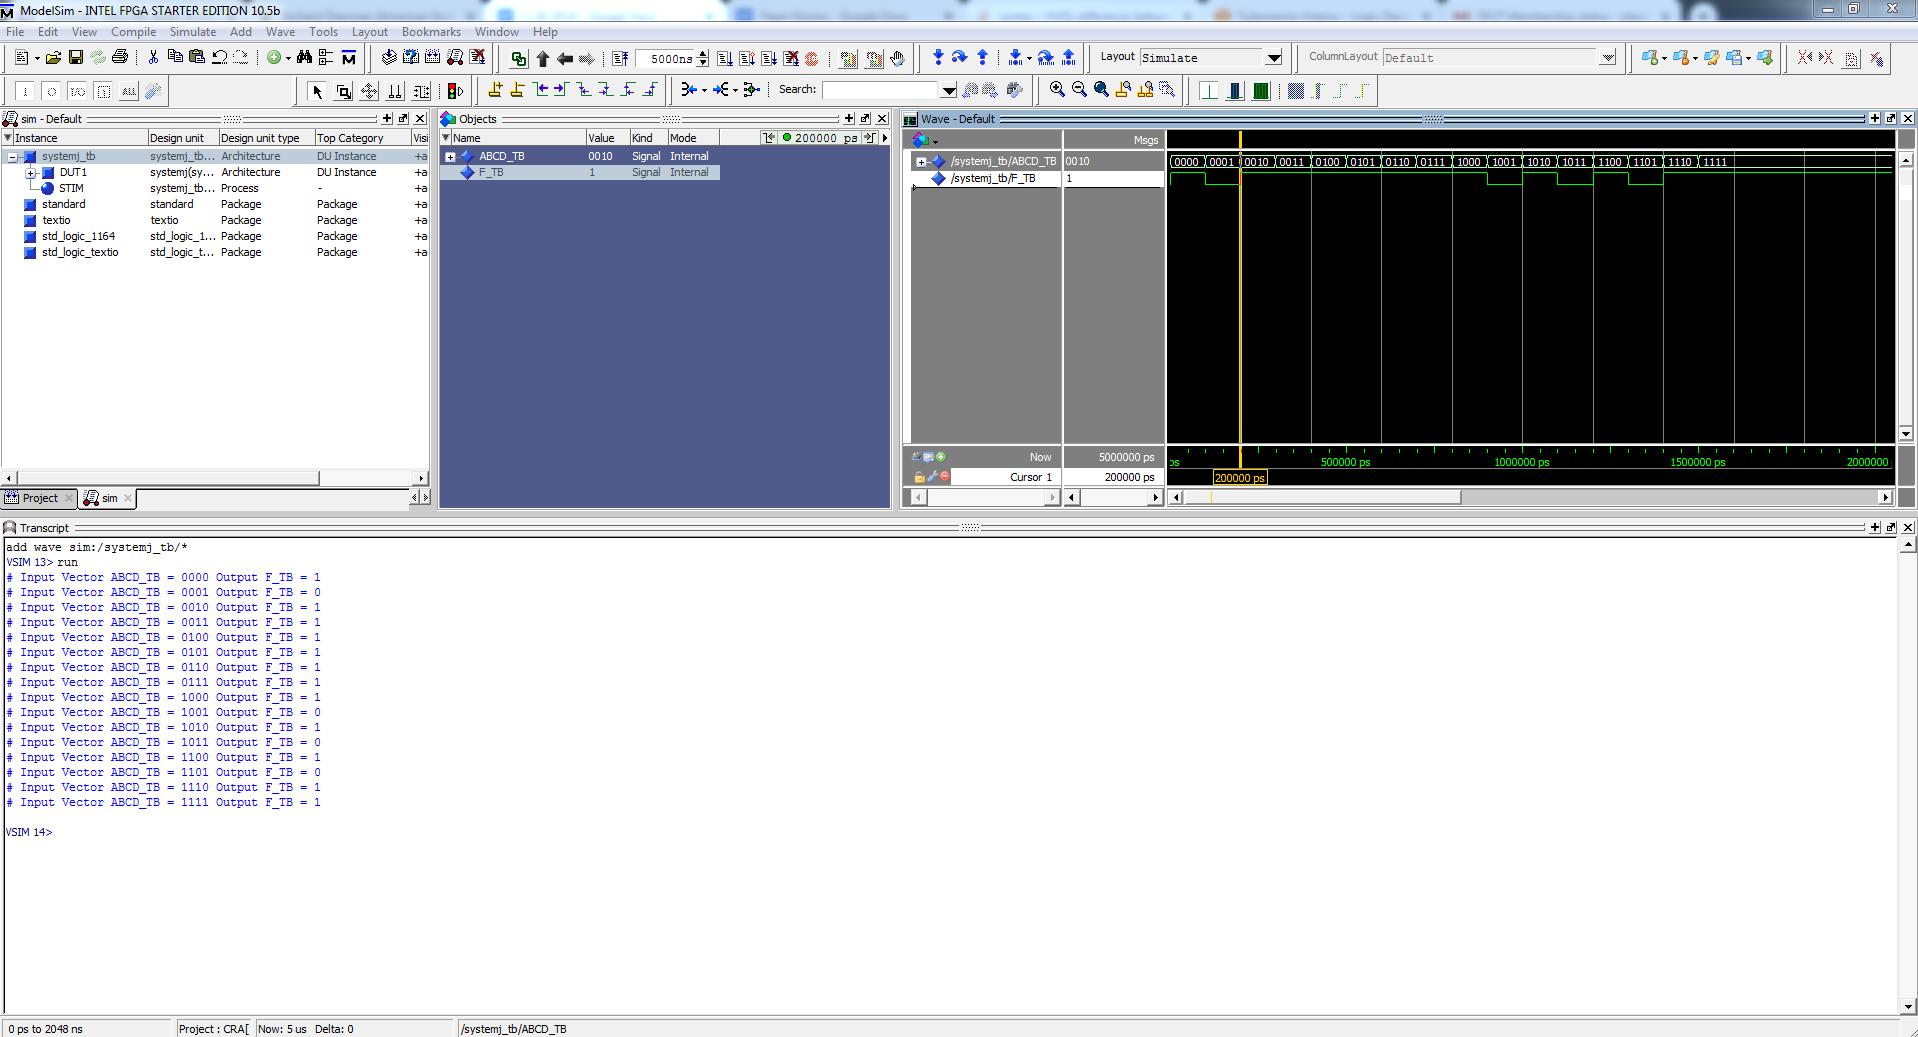 ModelSim - INTEL FPGA STARTER EDITION 10.5b
File Edit View Compile Simulate Add Wave Tools Layout Bookmarks Window Help
5000ns
Layout Simulate
ColumnLayout Default
Search:
sim - Default
Instance Design unit Design unit type Top Category Visi
systemj_tb systemj_tb... Architecture DU Instance +a
DUT1 systemj(sy... Architecture DU Instance +a
STIM systemj_tb... Process - +a
standard standard Package Package +a
textio textio Package Package +a
std_logic_1164 std_logic_1... Package Package +a
std_logic_textio std_logic_t... Package Package +a
Project sim
Objects
Name Value Kind Mode 200000 ps
ABCD_TB 0010 Signal Internal
F_TB 1 Signal Internal
Wave - Default
Msgs
/systemj_tb/ABCD_TB 0010 0000 0001 0010 0011 0100 0101 0110 0111 1000 1001 1010 1011 1100 1101 1110 1111
/systemj_tb/F_TB 1
Now 5000000 ps ps 500000 ps 1000000 ps 1500000 ps 2000000
Cursor 1 200000 ps 200000 ps
Transcript
add wave sim:/systemj_tb/*
VSIM 13> run
# Input Vector ABCD_TB = 0000 Output F_TB = 1
# Input Vector ABCD_TB = 0001 Output F_TB = 0
# Input Vector ABCD_TB = 0010 Output F_TB = 1
# Input Vector ABCD_TB = 0011 Output F_TB = 1
# Input Vector ABCD_TB = 0100 Output F_TB = 1
# Input Vector ABCD_TB = 0101 Output F_TB = 1
# Input Vector ABCD_TB = 0110 Output F_TB = 1
# Input Vector ABCD_TB = 0111 Output F_TB = 1
# Input Vector ABCD_TB = 1000 Output F_TB = 1
# Input Vector ABCD_TB = 1001 Output F_TB = 0
# Input Vector ABCD_TB = 1010 Output F_TB = 1
# Input Vector ABCD_TB = 1011 Output F_TB = 0
# Input Vector ABCD_TB = 1100 Output F_TB = 1
# Input Vector ABCD_TB = 1101 Output F_TB = 0
# Input Vector ABCD_TB = 1110 Output F_TB = 1
# Input Vector ABCD_TB = 1111 Output F_TB = 1
VSIM 14>
0 ps to 2048 ns Project : CRA[ Now: 5 us Delta: 0 /systemj_tb/ABCD_TB